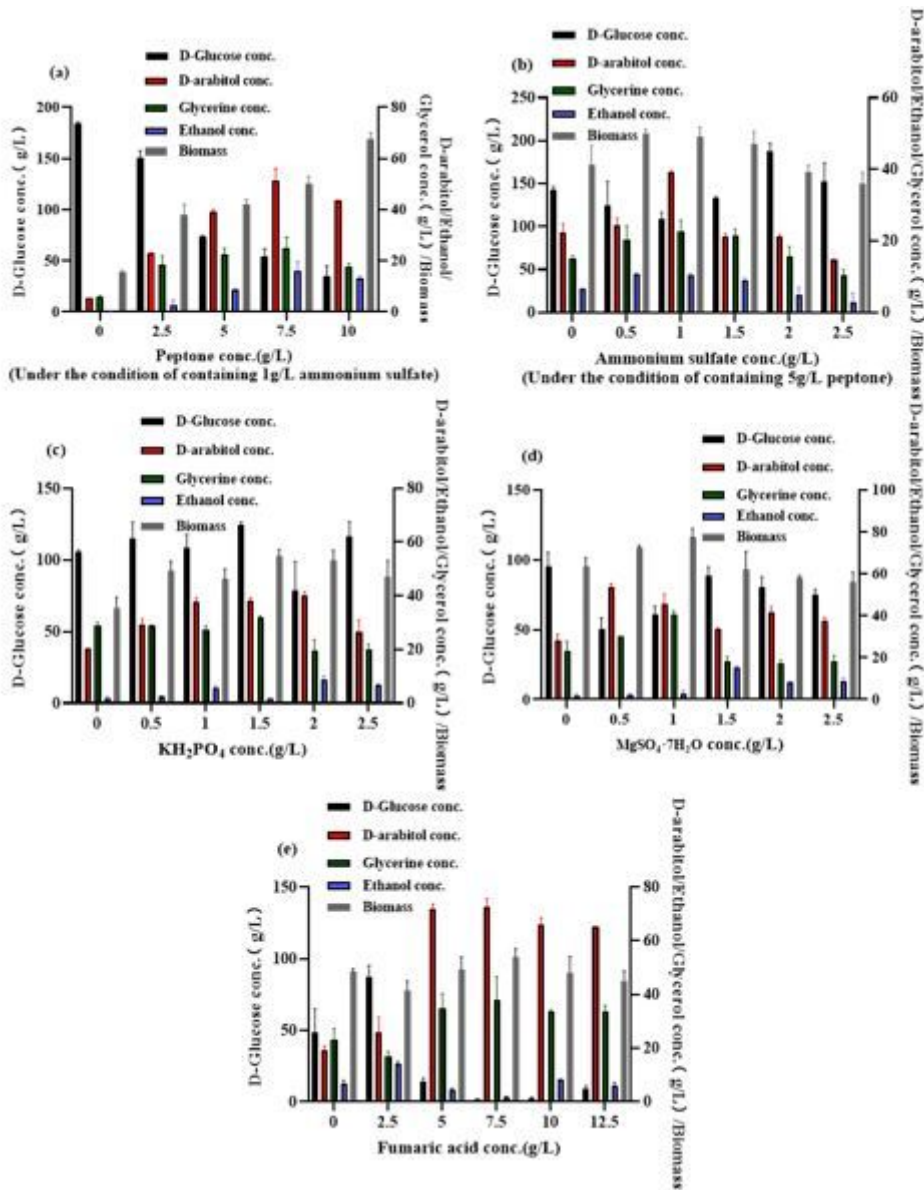 (a)
D-Glucose conc.
D-arabitol conc.
Glycerine conc.
Ethanol conc.
Biomass
D-Glucose conc.( g/L)
200
150
100
50
0
80
60
40
20
0
D-arabitol/Ethanol/
Glycerol conc.( g/L) /Biomass
0 2.5 5 7.5 10
Peptone conc.(g/L)
(Under the condition of containing 1g/L ammonium sulfate)
(b)
D-Glucose conc.
D-arabitol conc.
Glycerine conc.
Ethanol conc.
Biomass
D-Glucose conc.( g/L)
250
200
150
100
50
0
60
40
20
0
D-arabitol/Ethanol/Glycerol conc.( g/L) /Biomass
0 0.5 1 1.5 2 2.5
Ammonium sulfate conc.(g/L)
(Under the condition of containing 5g/L peptone)
(c)
D-Glucose conc.
D-arabitol conc.
Glycerine conc.
Ethanol conc.
Biomass
D-Glucose conc.( g/L)
150
100
50
0
80
60
40
20
0
D-arabitol/Ethanol/Glycerol conc.( g/L) /Biomass
0 0.5 1 1.5 2 2.5
KH₂PO₄ conc.(g/L)
(d)
D-Glucose conc.
D-arabitol conc.
Glycerine conc.
Ethanol conc.
Biomass
D-Glucose conc.( g/L)
150
100
50
0
100
80
60
40
20
0
D-arabitol/Ethanol/Glycerol conc.( g/L) /Biomass
0 0.5 1 1.5 2 2.5
MgSO₄·7H₂O conc.(g/L)
(e)
D-Glucose conc.
D-arabitol conc.
Glycerine conc.
Ethanol conc.
Biomass
D-Glucose conc.( g/L)
150
100
50
0
80
60
40
20
0
D-arabitol/Ethanol/Glycerol conc.( g/L) /Biomass
0 2.5 5 7.5 10 12.5
Fumaric acid conc.(g/L)